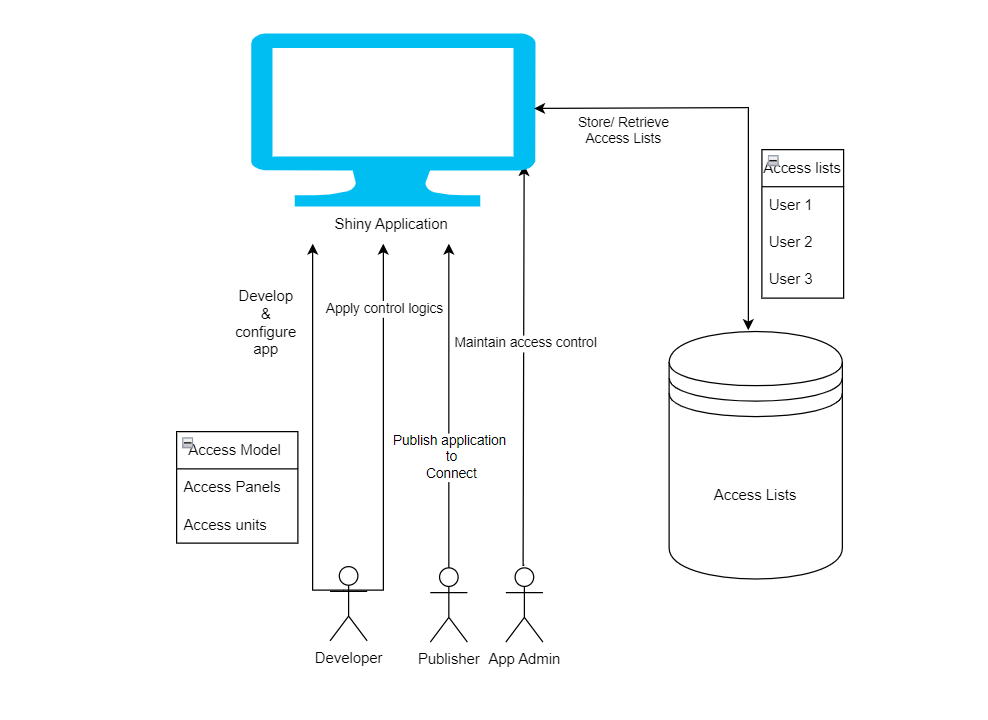 Store/ Retrieve
Access Lists
Access lists
User 1
User 2
User 3
Shiny Application
Develop
&
configure
app
Apply control logics
Maintain access control
Publish application
to
Connect
Access Model
Access Panels
Access units
Access Lists
Developer
Publisher
App Admin